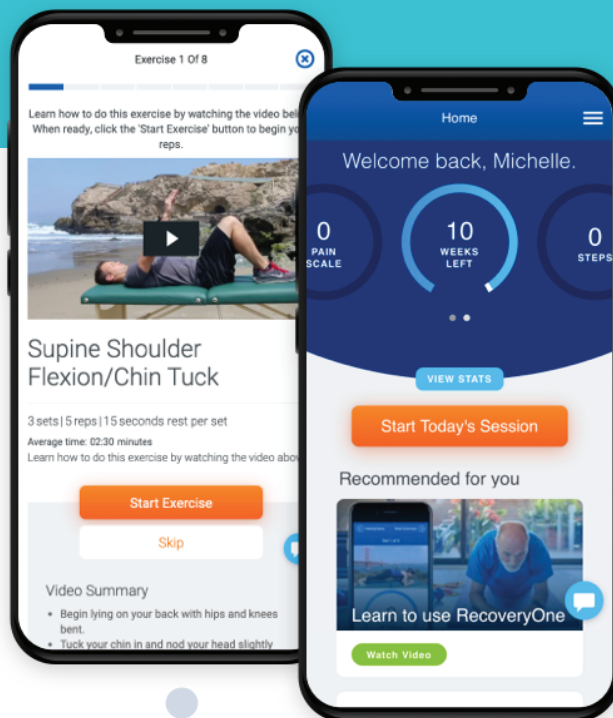 Exercise 1 Of 8
Learn how to do this exercise by watching the video
When ready, click the 'Start Exercise' button to begin
reps.
Supine Shoulder
Flexion/Chin Tuck
3 sets | 5 reps | 15 seconds rest per set
Average time: 02:30 minutes
Learn how to do this exercise by watching the video
Start Exercise
Skip
Video Summary
Begin lying on your back with hips and knees
bent.
Tuck your chin in and nod your head slightly
Home
Welcome back, Michelle.
0
PAIN
SCALE
10
WEEKS
LEFT
0
STEPS
VIEW STATS
Start Today's Session
Recommended for you
Learn to use RecoveryOne
Watch Video